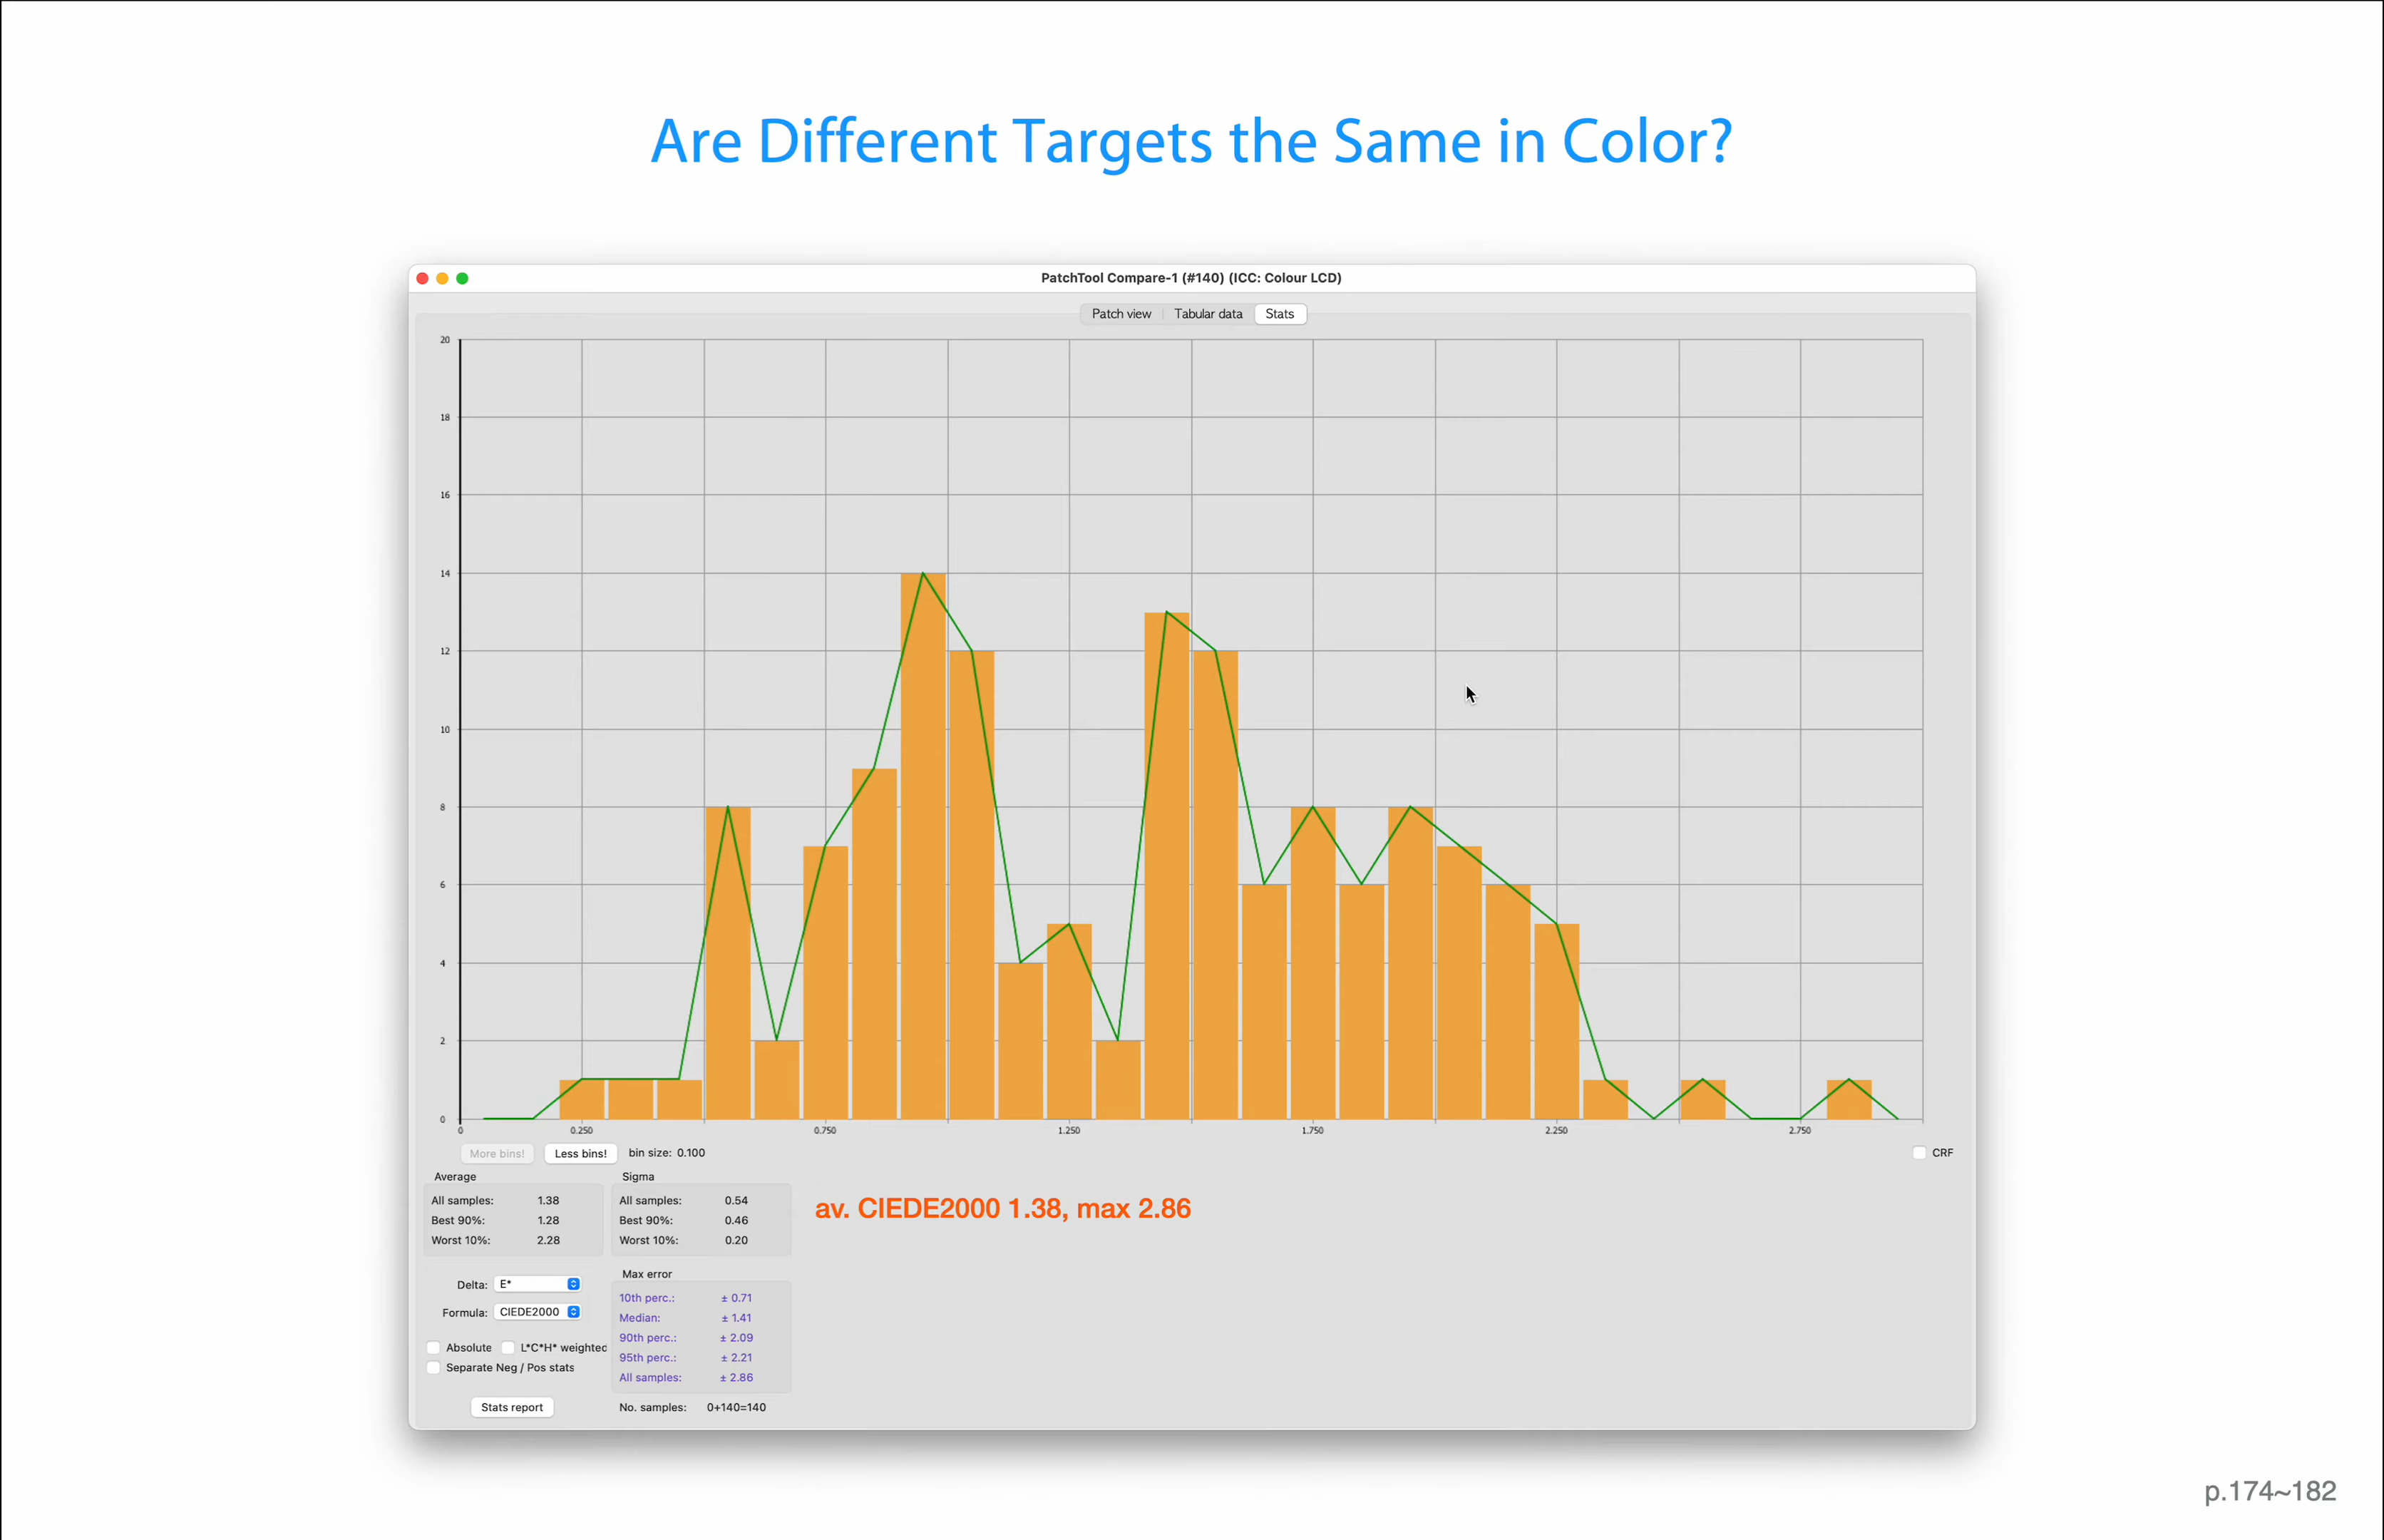 Are Different Targets the Same in Color?
PatchTool Compare-1 (#140) (ICC: Colour LCD)
Patch view Tabular data Stats
20
18
16
14
12
10
8
6
4
2
0
0 0.250 0.750 1.250 1.750 2.250 2.750
More bins! Less bins! bin size: 0.100 CRF
Average Sigma
All samples: 1.38 All samples: 0.54
Best 90%: 1.28 Best 90%: 0.46
Worst 10%: 2.28 Worst 10%: 0.20
av. CIEDE2000 1.38, max 2.86
Delta: E*
Formula: CIEDE2000
Absolute L*C*H* weighted
Separate Neg / Pos stats
Stats report
Max error
10th perc.: ± 0.71
Median: ± 1.41
90th perc.: ± 2.09
95th perc.: ± 2.21
All samples: ± 2.86
No. samples: 0+140=140
p.174~182